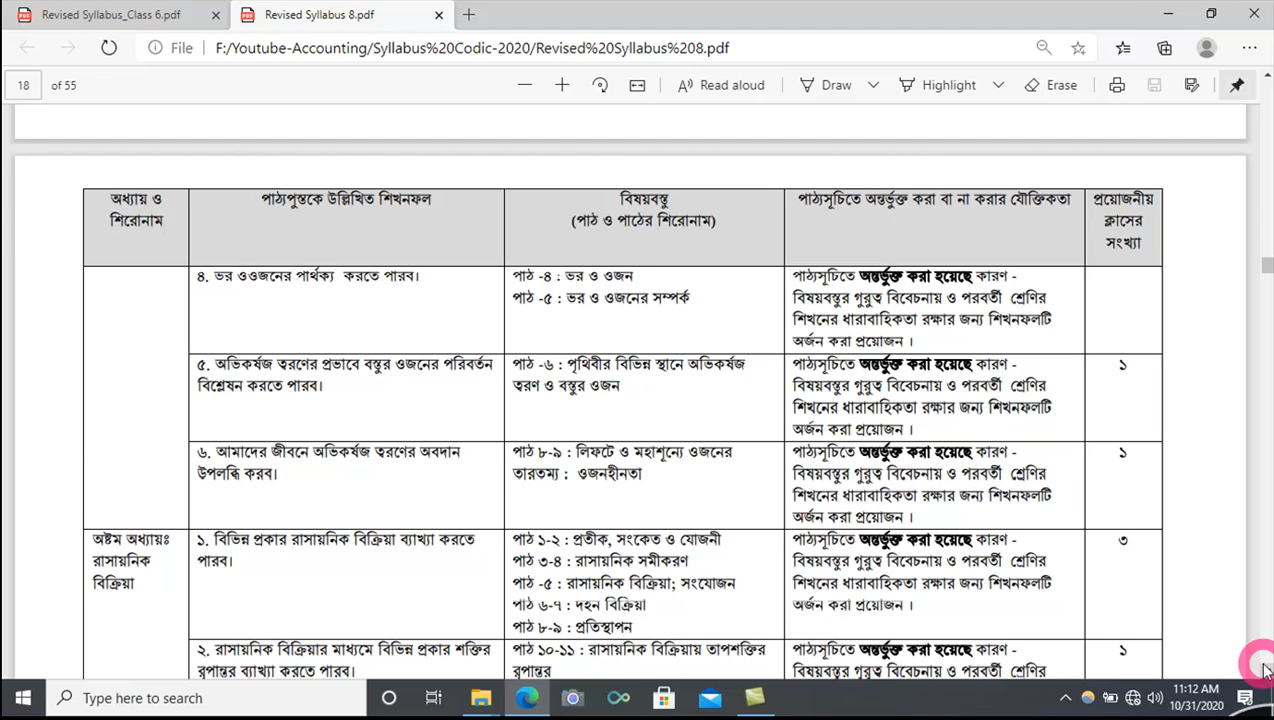 Revised Syllabus_Class 6.pdf
Revised Syllabus 8.pdf
File
F:/Youtube-Accounting/Syllabus%20Codic-2020/Revised%20Syllabus%208.pdf
18 of 55
Read aloud
Draw
Highlight
Erase
অধ্যায় ও
শিরোনাম
পাঠ্যপুস্তকে উল্লিখিত শিখনফল
বিষয়বস্তু
(পাঠ ও পাঠের শিরোনাম)
পাঠ্যসূচিতে অন্তর্ভুক্ত করা বা না করার যৌক্তিকতা
প্রয়োজনীয়
ক্লাসের
সংখ্যা
৪. ভর ওওজনের পার্থক্য করতে পারব।
পাঠ -৪ : ভর ও ওজন
পাঠ -৫ : ভর ও ওজনের সম্পর্ক
পাঠ্যসূচিতে অন্তর্ভুক্ত করা হয়েছে কারণ -
বিষয়বস্তুর গুরুত্ব বিবেচনায় ও পরবর্তী শ্রেণির
শিখনের ধারাবাহিকতা রক্ষার জন্য শিখনফলটি
অর্জন করা প্রয়োজন ।
৫. অভিকর্ষজ ত্বরণের প্রভাবে বস্তুর ওজনের পরিবর্তন
বিশ্লেষন করতে পারব।
পাঠ -৬ : পৃথিবীর বিভিন্ন স্থানে অভিকর্ষজ
ত্বরণ ও বস্তুর ওজন
পাঠ্যসূচিতে অন্তর্ভুক্ত করা হয়েছে কারণ -
বিষয়বস্তুর গুরুত্ব বিবেচনায় ও পরবর্তী শ্রেণির
শিখনের ধারাবাহিকতা রক্ষার জন্য শিখনফলটি
অর্জন করা প্রয়োজন ।
১
৬. আমাদের জীবনে অভিকর্ষজ ত্বরণের অবদান
উপলব্ধি করব।
পাঠ ৮-৯ : লিফটে ও মহাশূন্যে ওজনের
তারতম্য : ওজনহীনতা
পাঠ্যসূচিতে অন্তর্ভুক্ত করা হয়েছে কারণ -
বিষয়বস্তুর গুরুত্ব বিবেচনায় ও পরবর্তী শ্রেণির
শিখনের ধারাবাহিকতা রক্ষার জন্য শিখনফলটি
অর্জন করা প্রয়োজন ।
১
অষ্টম অধ্যায়ঃ
রাসায়নিক
বিক্রিয়া
১. বিভিন্ন প্রকার রাসায়নিক বিক্রিয়া ব্যাখ্যা করতে
পারব।
পাঠ ১-২ : প্রতীক, সংকেত ও যোজনী
পাঠ ৩-৪ : রাসায়নিক সমীকরণ
পাঠ -৫ : রাসায়নিক বিক্রিয়া; সংযোজন
পাঠ ৬-৭ : দহন বিক্রিয়া
পাঠ ৮-৯ : প্রতিস্থাপন
পাঠ্যসূচিতে অন্তর্ভুক্ত করা হয়েছে কারণ -
বিষয়বস্তুর গুরুত্ব বিবেচনায় ও পরবর্তী শ্রেণির
শিখনের ধারাবাহিকতা রক্ষার জন্য শিখনফলটি
অর্জন করা প্রয়োজন ।
৩
২. রাসায়নিক বিক্রিয়ার মাধ্যমে বিভিন্ন প্রকার শক্তির
রূপান্তর ব্যাখ্যা করতে পারব।
পাঠ ১০-১১ : রাসায়নিক বিক্রিয়ায় তাপশক্তির
রূপান্তর
পাঠ্যসূচিতে অন্তর্ভুক্ত করা হয়েছে কারণ -
বিষয়বস্তুর গুরুত্ব বিবেচনায় ও পরবর্তী শ্রেণির
১
Type here to search
11:12 AM
10/31/2020